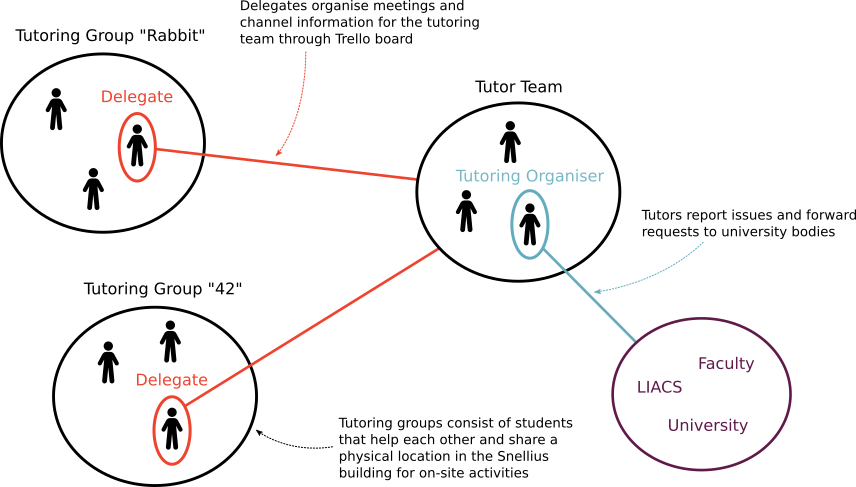 Delegates organise meetings and
channel information for the tutoring
team through Trello board
Tutoring Group "Rabbit"
Delegate
Tutor Team
Tutoring Organiser
Tutors report issues and forward
requests to university bodies
Tutoring Group "42"
Delegate
Faculty
LIACS
University
Tutoring groups consist of students
that help each other and share a
physical location in the Snellius
building for on-site activities